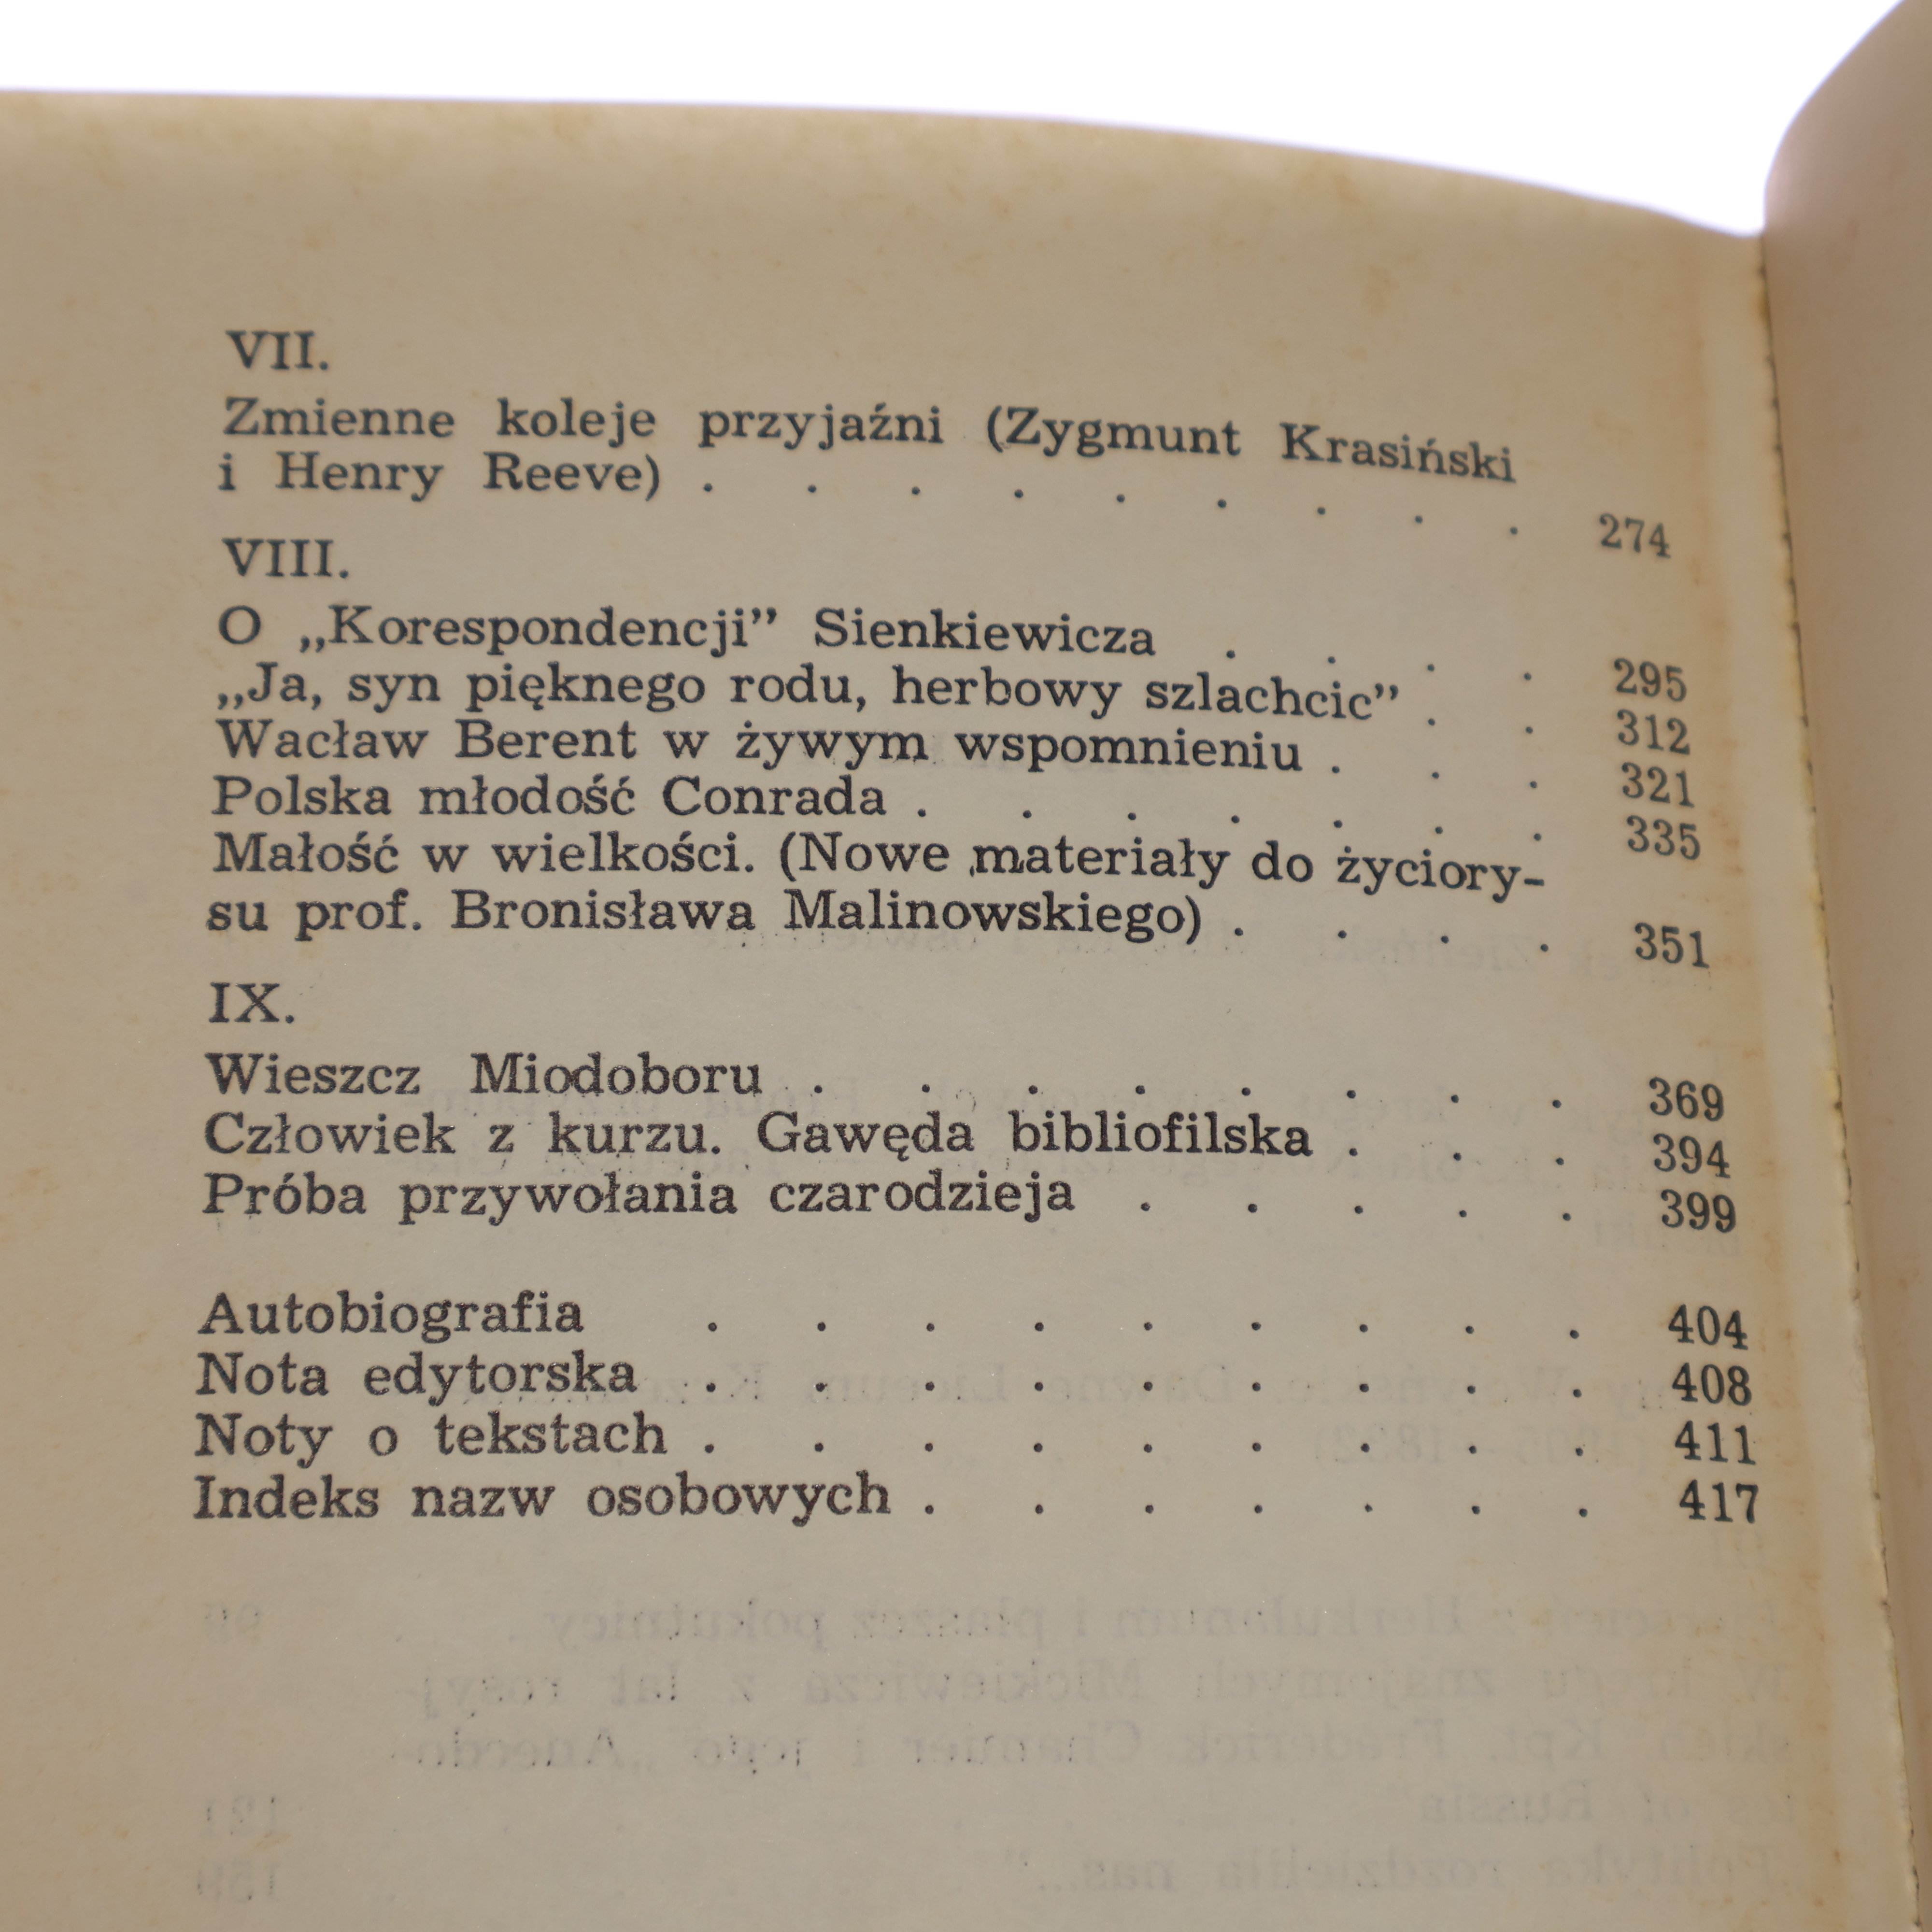 VII.
Zmienne koleje przyjaźni (Zygmunt Krasiński
i Henry Reeve) . . . . . . . . . 274
VIII.
O „Korespondencji” Sienkiewicza . . . . 295
„Ja, syn pięknego rodu, herbowy szlachcic” . . 312
Wacław Berent w żywym wspomnieniu . . . 321
Polska młodość Conrada . . . . . . . 335
Małość w wielkości. (Nowe materiały do życiory-
su prof. Bronisława Malinowskiego) . . . . 351
IX.
Wieszcz Miodoboru . . . . . . . . 369
Człowiek z kurzu. Gawęda bibliofilska . . . 394
Próba przywołania czarodzieja . . . . . 399
Autobiografia . . . . . . . . . 404
Nota edytorska . . . . . . . . . 408
Noty o tekstach . . . . . . . . . 411
Indeks nazw osobowych . . . . . . . 417